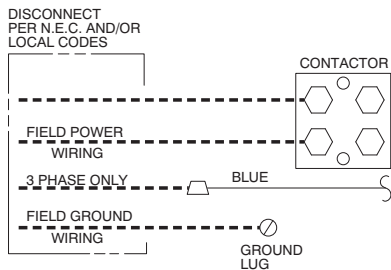 DISCONNECT
PER N.E.C. AND/OR
LOCAL CODES
CONTACTOR
FIELD POWER
WIRING
3 PHASE ONLY
BLUE
FIELD GROUND
WIRING
GROUND
LUG